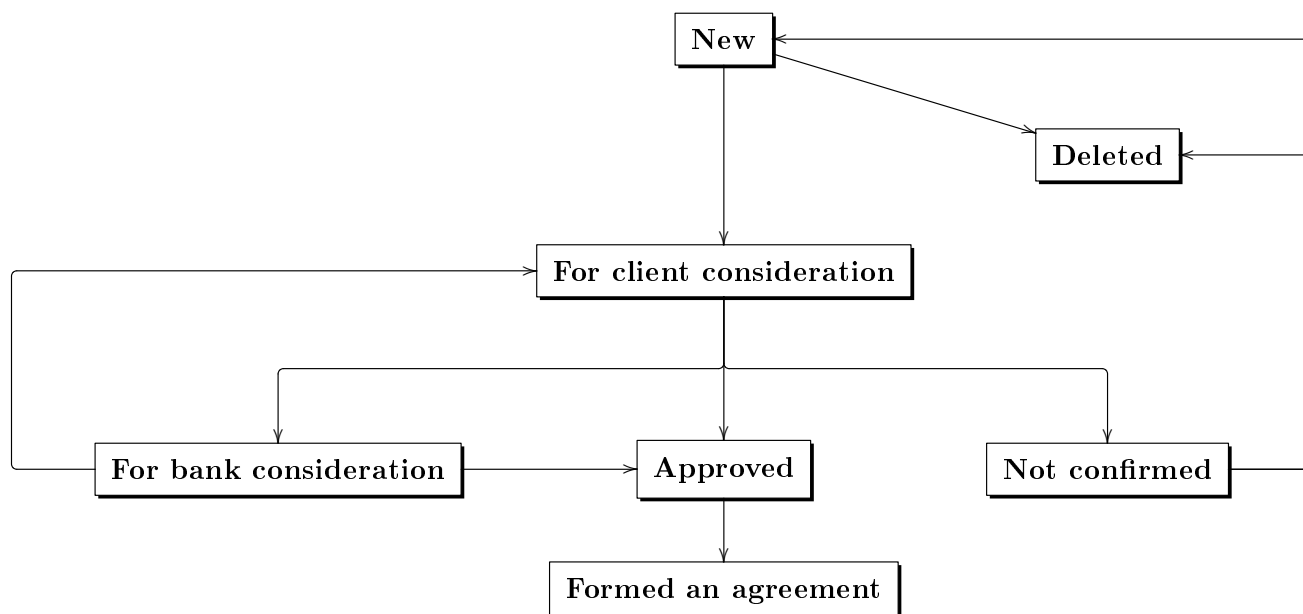 New
Deleted
For client consideration
For bank consideration
Approved
Not confirmed
Formed an agreement